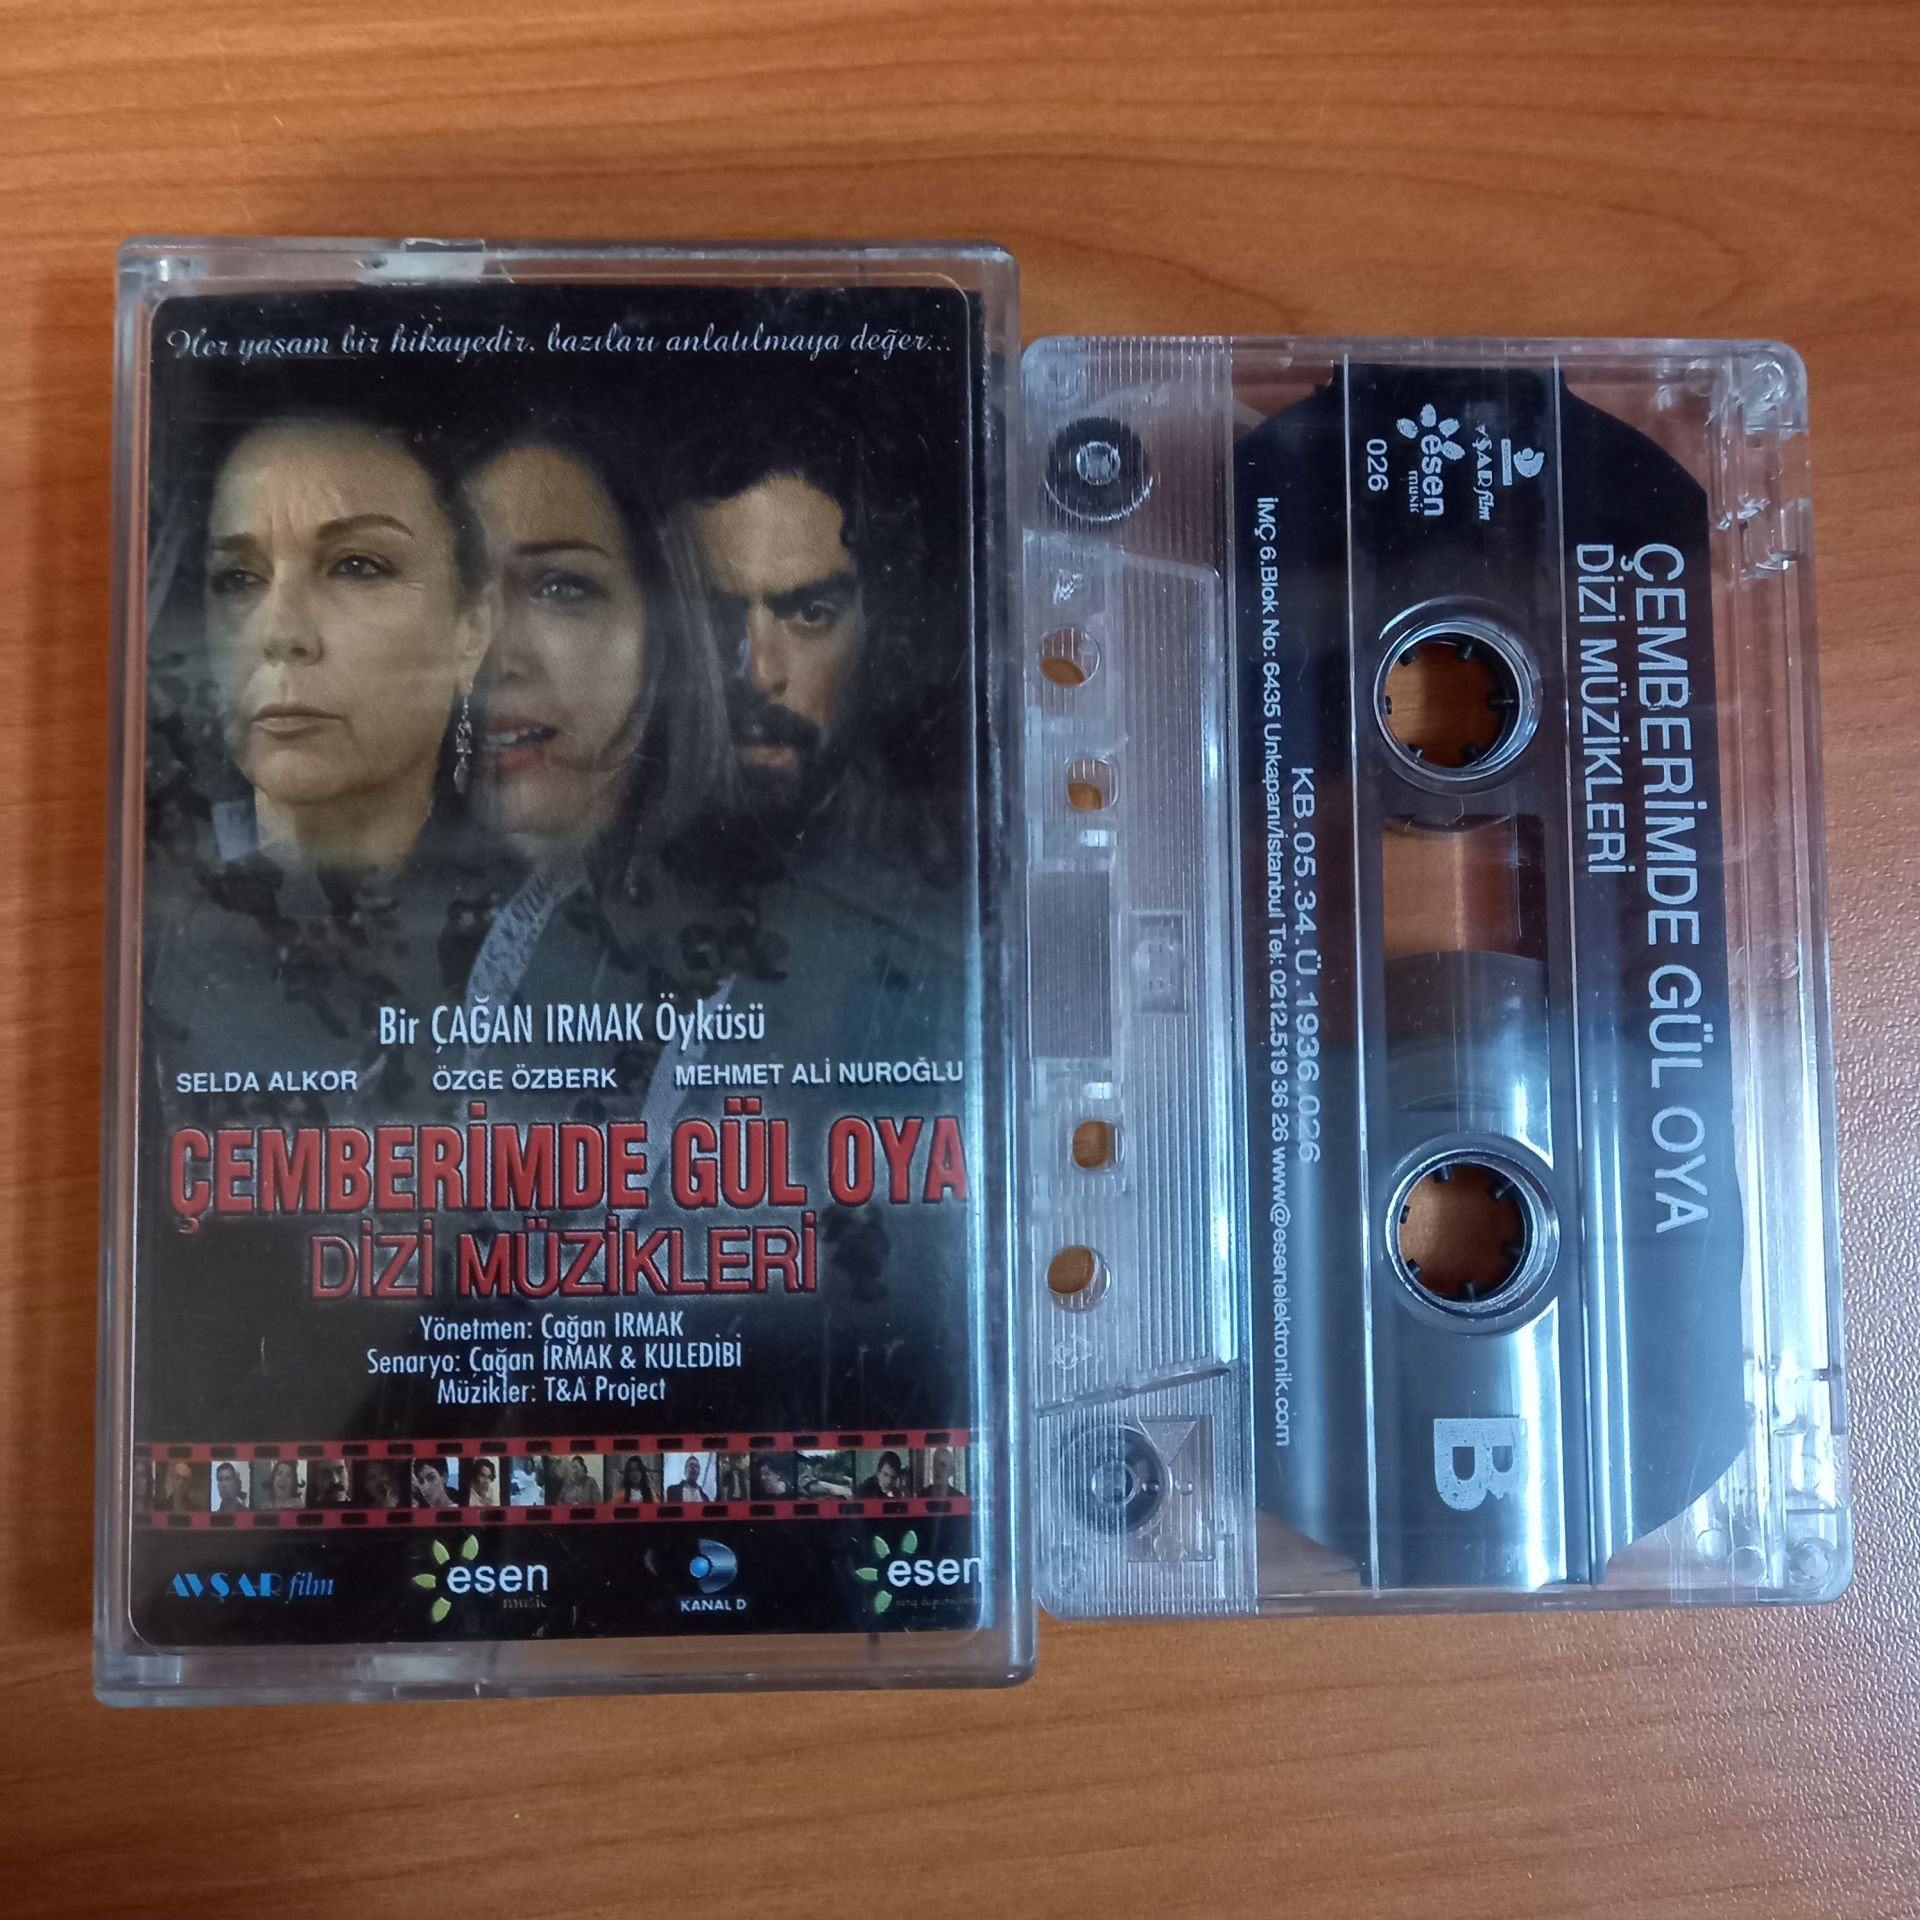 Her yaşam bir hikayedir, bazıları anlatılmaya değer...
Bir ÇAĞAN IRMAK Öyküsü
SELDA ALKOR ÖZGE ÖZBERK MEHMET ALİ NUROĞLU
ÇEMBERİMDE GÜL OYA
DİZİ MÜZİKLERİ
Yönetmen: Çağan IRMAK
Senaryo: Çağan IRMAK & KULEDİBİ
Müzikler: T&A Project
AVŞAR film
esen
music
KANAL D
esen
ÇEMBERİMDE GÜL OYA
DİZİ MÜZİKLERİ
AVŞAR film
esen
music
026
B
KB.05.34.Ü.1936.026
İMÇ 6.Blok No: 6435 Unkapanı/İstanbul Tel: 0212.519 36 26 www@esenelektronik.com